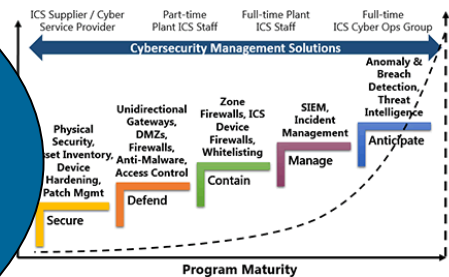 ICS Supplier / Cyber
Service Provider
Part-time
Plant ICS Staff
Full-time Plant
ICS Staff
Full-time
ICS Cyber Ops Group
Cybersecurity Management Solutions
Anomaly &
Breach
Detection,
Threat
Intelligence
Anticipate
SIEM,
Incident
Management
Manage
Zone
Firewalls, ICS
Device
Firewalls,
Whitelisting
Contain
Unidirectional
Gateways,
DMZs,
Firewalls,
Anti-Malware,
Access Control
Defend
Physical
Security,
set Inventory,
Device
Hardening,
Patch Mgmt
Secure
Program Maturity